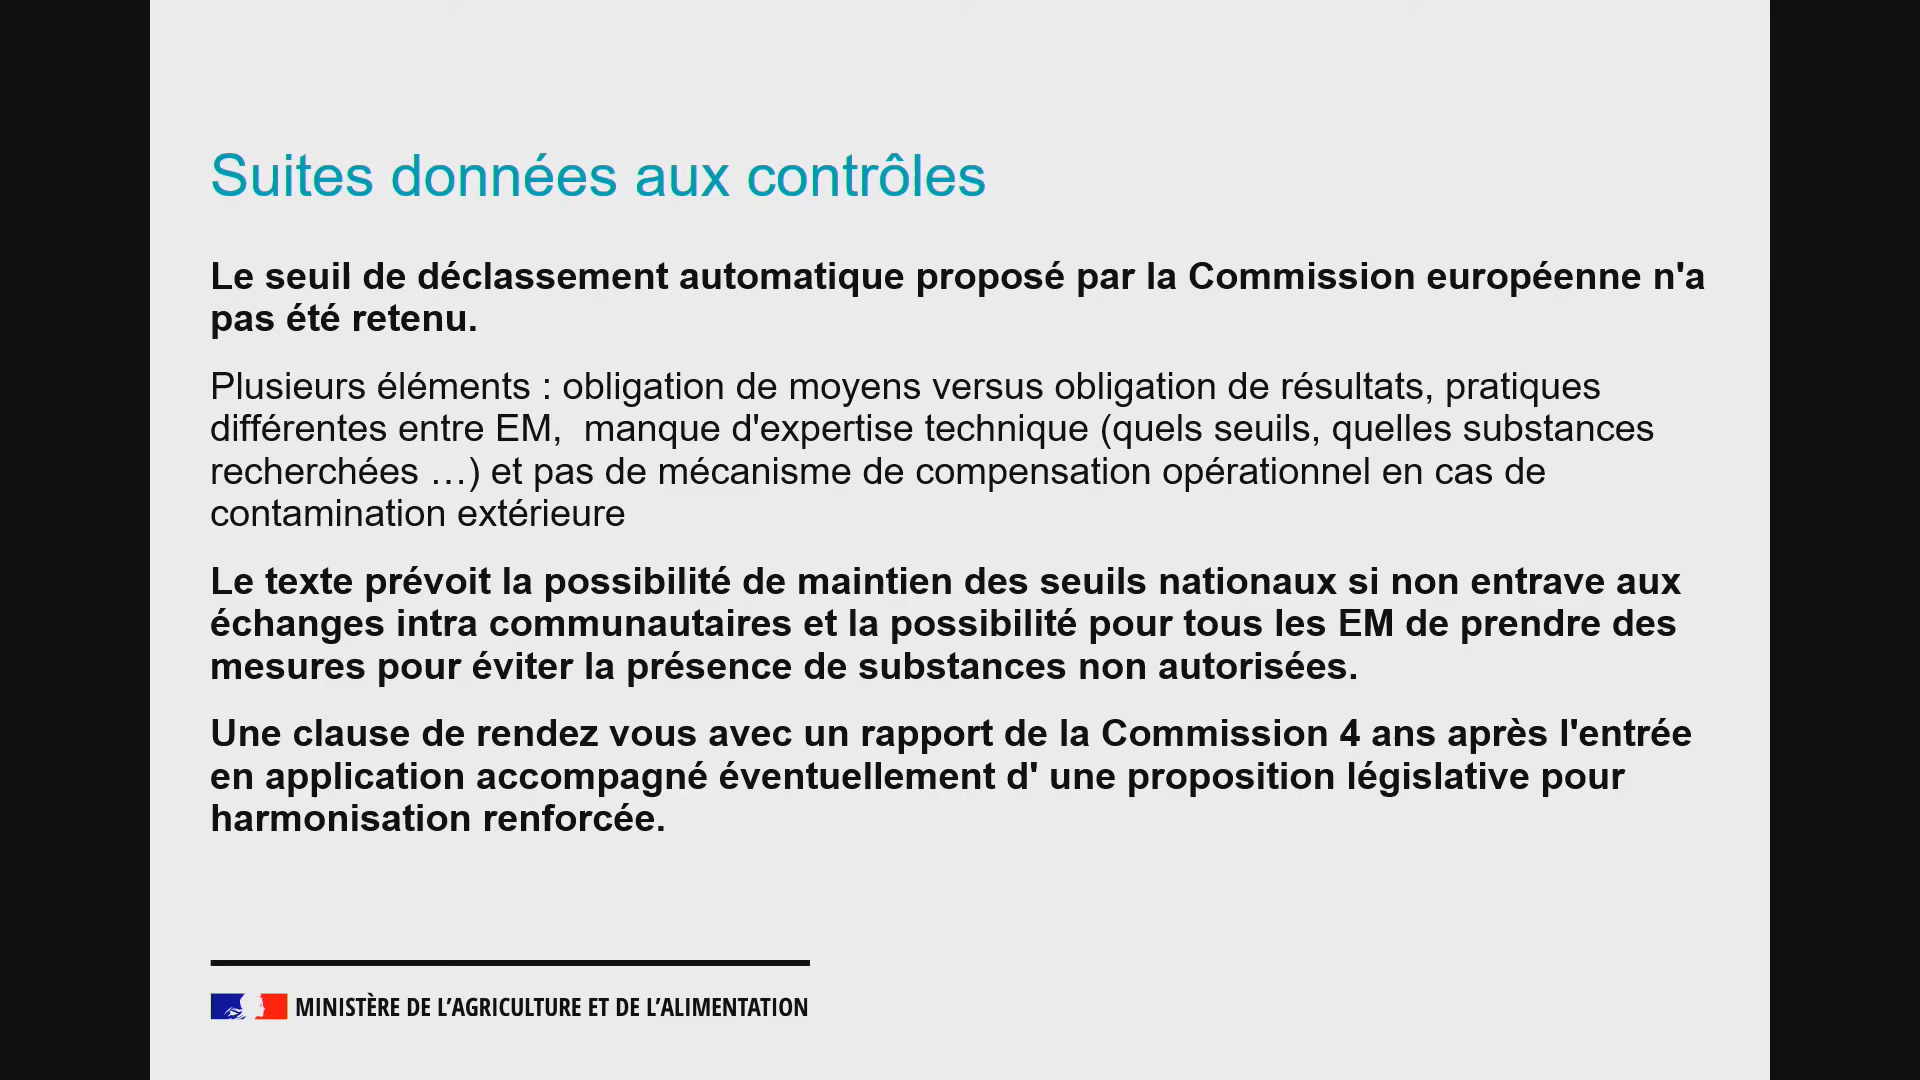 Suites données aux contrôles
Le seuil de déclassement automatique proposé par la Commission européenne n'a
pas été retenu.
Plusieurs éléments : obligation de moyens versus obligation de résultats, pratiques
différentes entre EM,  manque d'expertise technique (quels seuils, quelles substances
recherchées …) et pas de mécanisme de compensation opérationnel en cas de
contamination extérieure
Le texte prévoit la possibilité de maintien des seuils nationaux si non entrave aux
échanges intra communautaires et la possibilité pour tous les EM de prendre des
mesures pour éviter la présence de substances non autorisées.
Une clause de rendez vous avec un rapport de la Commission 4 ans après l'entrée
en application accompagné éventuellement d' une proposition législative pour
harmonisation renforcée.
MINISTÈRE DE L'AGRICULTURE ET DE L'ALIMENTATION